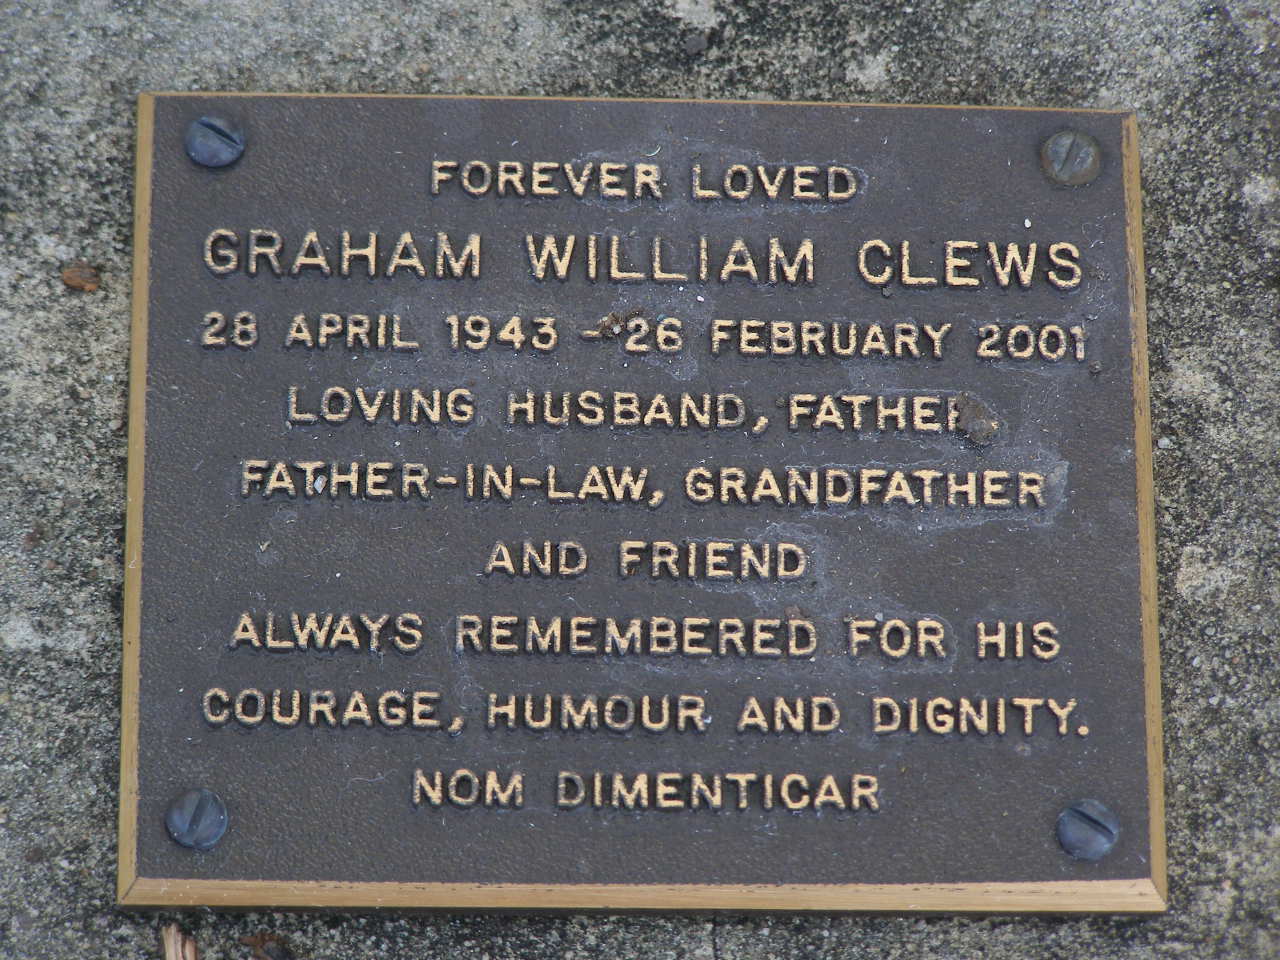 FOREVER LOVED
GRAHAM WILLIAM CLEWS
28 APRIL 1943 - 26 FEBRUARY 2001
LOVING HUSBAND, FATHER
FATHER-IN-LAW, GRANDFATHER
AND FRIEND
ALWAYS REMEMBERED FOR HIS
COURAGE, HUMOUR AND DIGNITY.
NOM DIMENTICAR